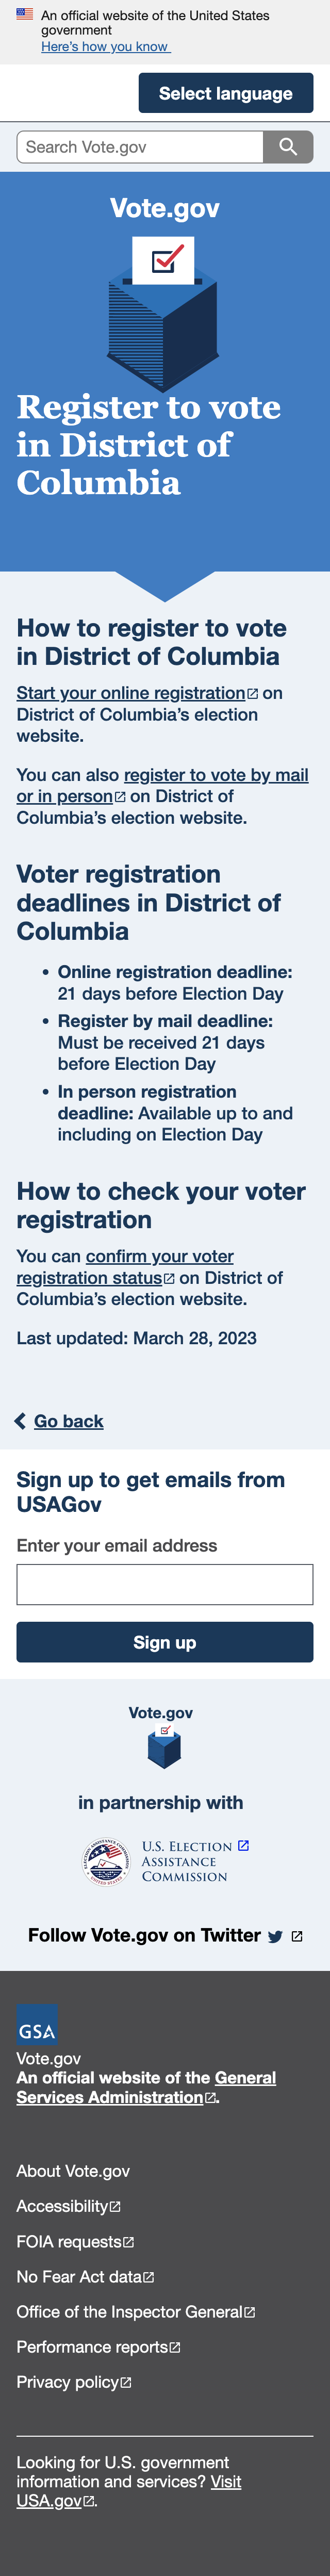 An official website of the United States
government
Here's how you know
Select language
Search Vote.gov
Vote.gov
Register to vote
in District of
Columbia
How to register to vote
in District of Columbia
Start your online registration on
District of Columbia's election
website.
You can also register to vote by mail
or in person on District of
Columbia's election website.
Voter registration
deadlines in District of
Columbia
• Online registration deadline:
21 days before Election Day
• Register by mail deadline:
Must be received 21 days
before Election Day
• In person registration
deadline: Available up to and
including on Election Day
How to check your voter
registration
You can confirm your voter
registration status on District of
Columbia's election website.
Last updated: March 28, 2023
Go back
Sign up to get emails from
USAGov
Enter your email address
Sign up
Vote.gov
in partnership with
U.S. Election
Assistance
Commission
Follow Vote.gov on Twitter
GSA
Vote.gov
An official website of the General
Services Administration.
About Vote.gov
Accessibility
FOIA requests
No Fear Act data
Office of the Inspector General
Performance reports
Privacy policy
Looking for U.S. government
information and services? Visit
USA.gov.